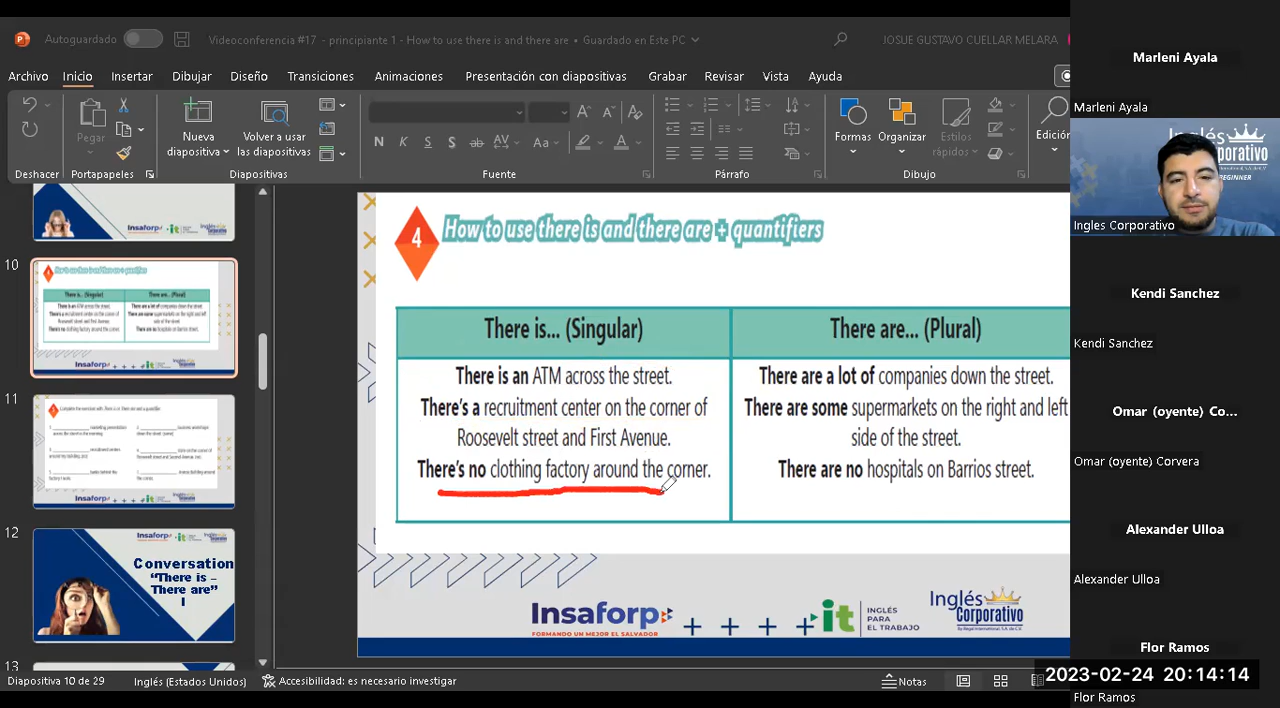 Autoguardado
Videoconferencia #17 - principiante 1 - How to use there is and there are • Guardado en Este PC
JOSUE GUSTAVO CUELLAR MELARA
Archivo Inicio Insertar Dibujar Diseño Transiciones Animaciones Presentación con diapositivas Grabar Revisar Vista Ayuda
Pegar
Nueva diapositiva
Volver a usar las diapositivas
N K S S ab AV Aa A
Formas Organizar Estilos rápidos Edición
Deshacer Portapapeles Diapositivas Fuente Párrafo Dibujo
10
11
12
Conversation
"There is –
There are"
I
13
4
How to use there is and there are + quantifiers
There is... (Singular) There are... (Plural)
There is an ATM across the street.
There's a recruitment center on the corner of
Roosevelt street and First Avenue.
There's no clothing factory around the corner.
There are a lot of companies down the street.
There are some supermarkets on the right and left
side of the street.
There are no hospitals on Barrios street.
Insaforp
FORMANDO UN MEJOR EL SALVADOR
it
INGLÉS
PARA
EL TRABAJO
Inglés
Corporativo
Diapositiva 10 de 29 Inglés (Estados Unidos) Accesibilidad: es necesario investigar Notas
Marleni Ayala
Marleni Ayala
Inglés
Corporativo
Ingles Corporativo
Kendi Sanchez
Kendi Sanchez
Omar (oyente) Co...
Omar (oyente) Corvera
Alexander Ulloa
Alexander Ulloa
Flor Ramos
2023-02-24 20:14:14
Flor Ramos